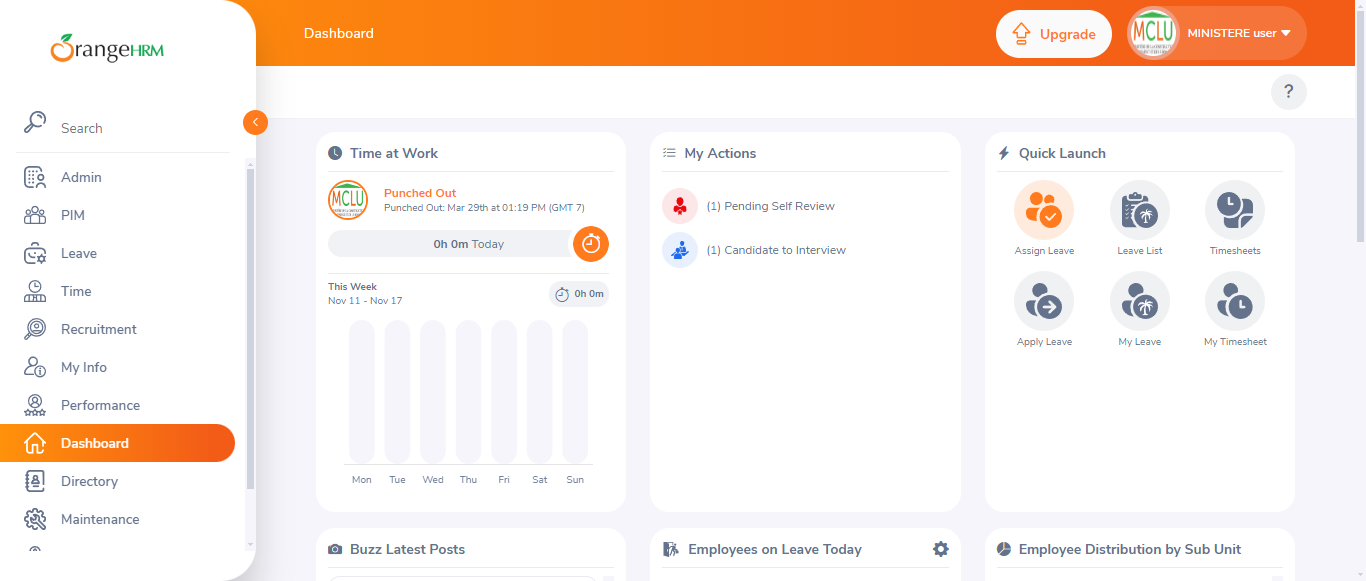 OrangeHRM
Dashboard
Upgrade
MCLU
MINISTERE user
?
Search
Admin
PIM
Leave
Time
Recruitment
My Info
Performance
Dashboard
Directory
Maintenance
Time at Work
MCLU
Punched Out
Punched Out: Mar 29th at 01:19 PM (GMT 7)
0h 0m Today
This Week
Nov 11 - Nov 17
0h 0m
Mon Tue Wed Thu Fri Sat Sun
My Actions
(1) Pending Self Review
(1) Candidate to Interview
Quick Launch
Assign Leave Leave List Timesheets
Apply Leave My Leave My Timesheet
Buzz Latest Posts
Employees on Leave Today
Employee Distribution by Sub Unit